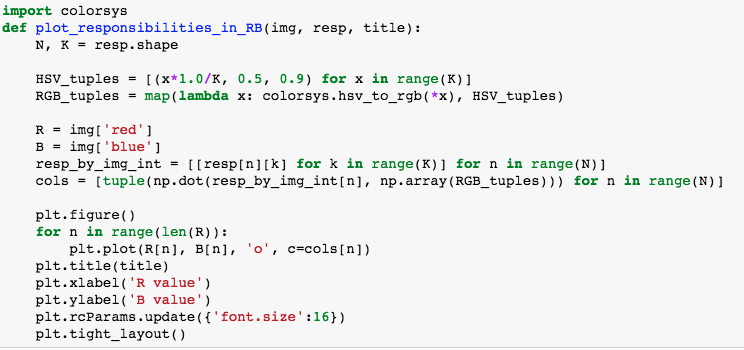 import colorsys
def plot_responsibilities_in_RB(img, resp, title):
    N, K = resp.shape

    HSV_tuples = [(x*1.0/K, 0.5, 0.9) for x in range(K)]
    RGB_tuples = map(lambda x: colorsys.hsv_to_rgb(*x), HSV_tuples)

    R = img['red']
    B = img['blue']
    resp_by_img_int = [[resp[n][k] for k in range(K)] for n in range(N)]
    cols = [tuple(np.dot(resp_by_img_int[n], np.array(RGB_tuples))) for n in range(N)]

    plt.figure()
    for n in range(len(R)):
        plt.plot(R[n], B[n], 'o', c=cols[n])
    plt.title(title)
    plt.xlabel('R value')
    plt.ylabel('B value')
    plt.rcParams.update({'font.size':16})
    plt.tight_layout()